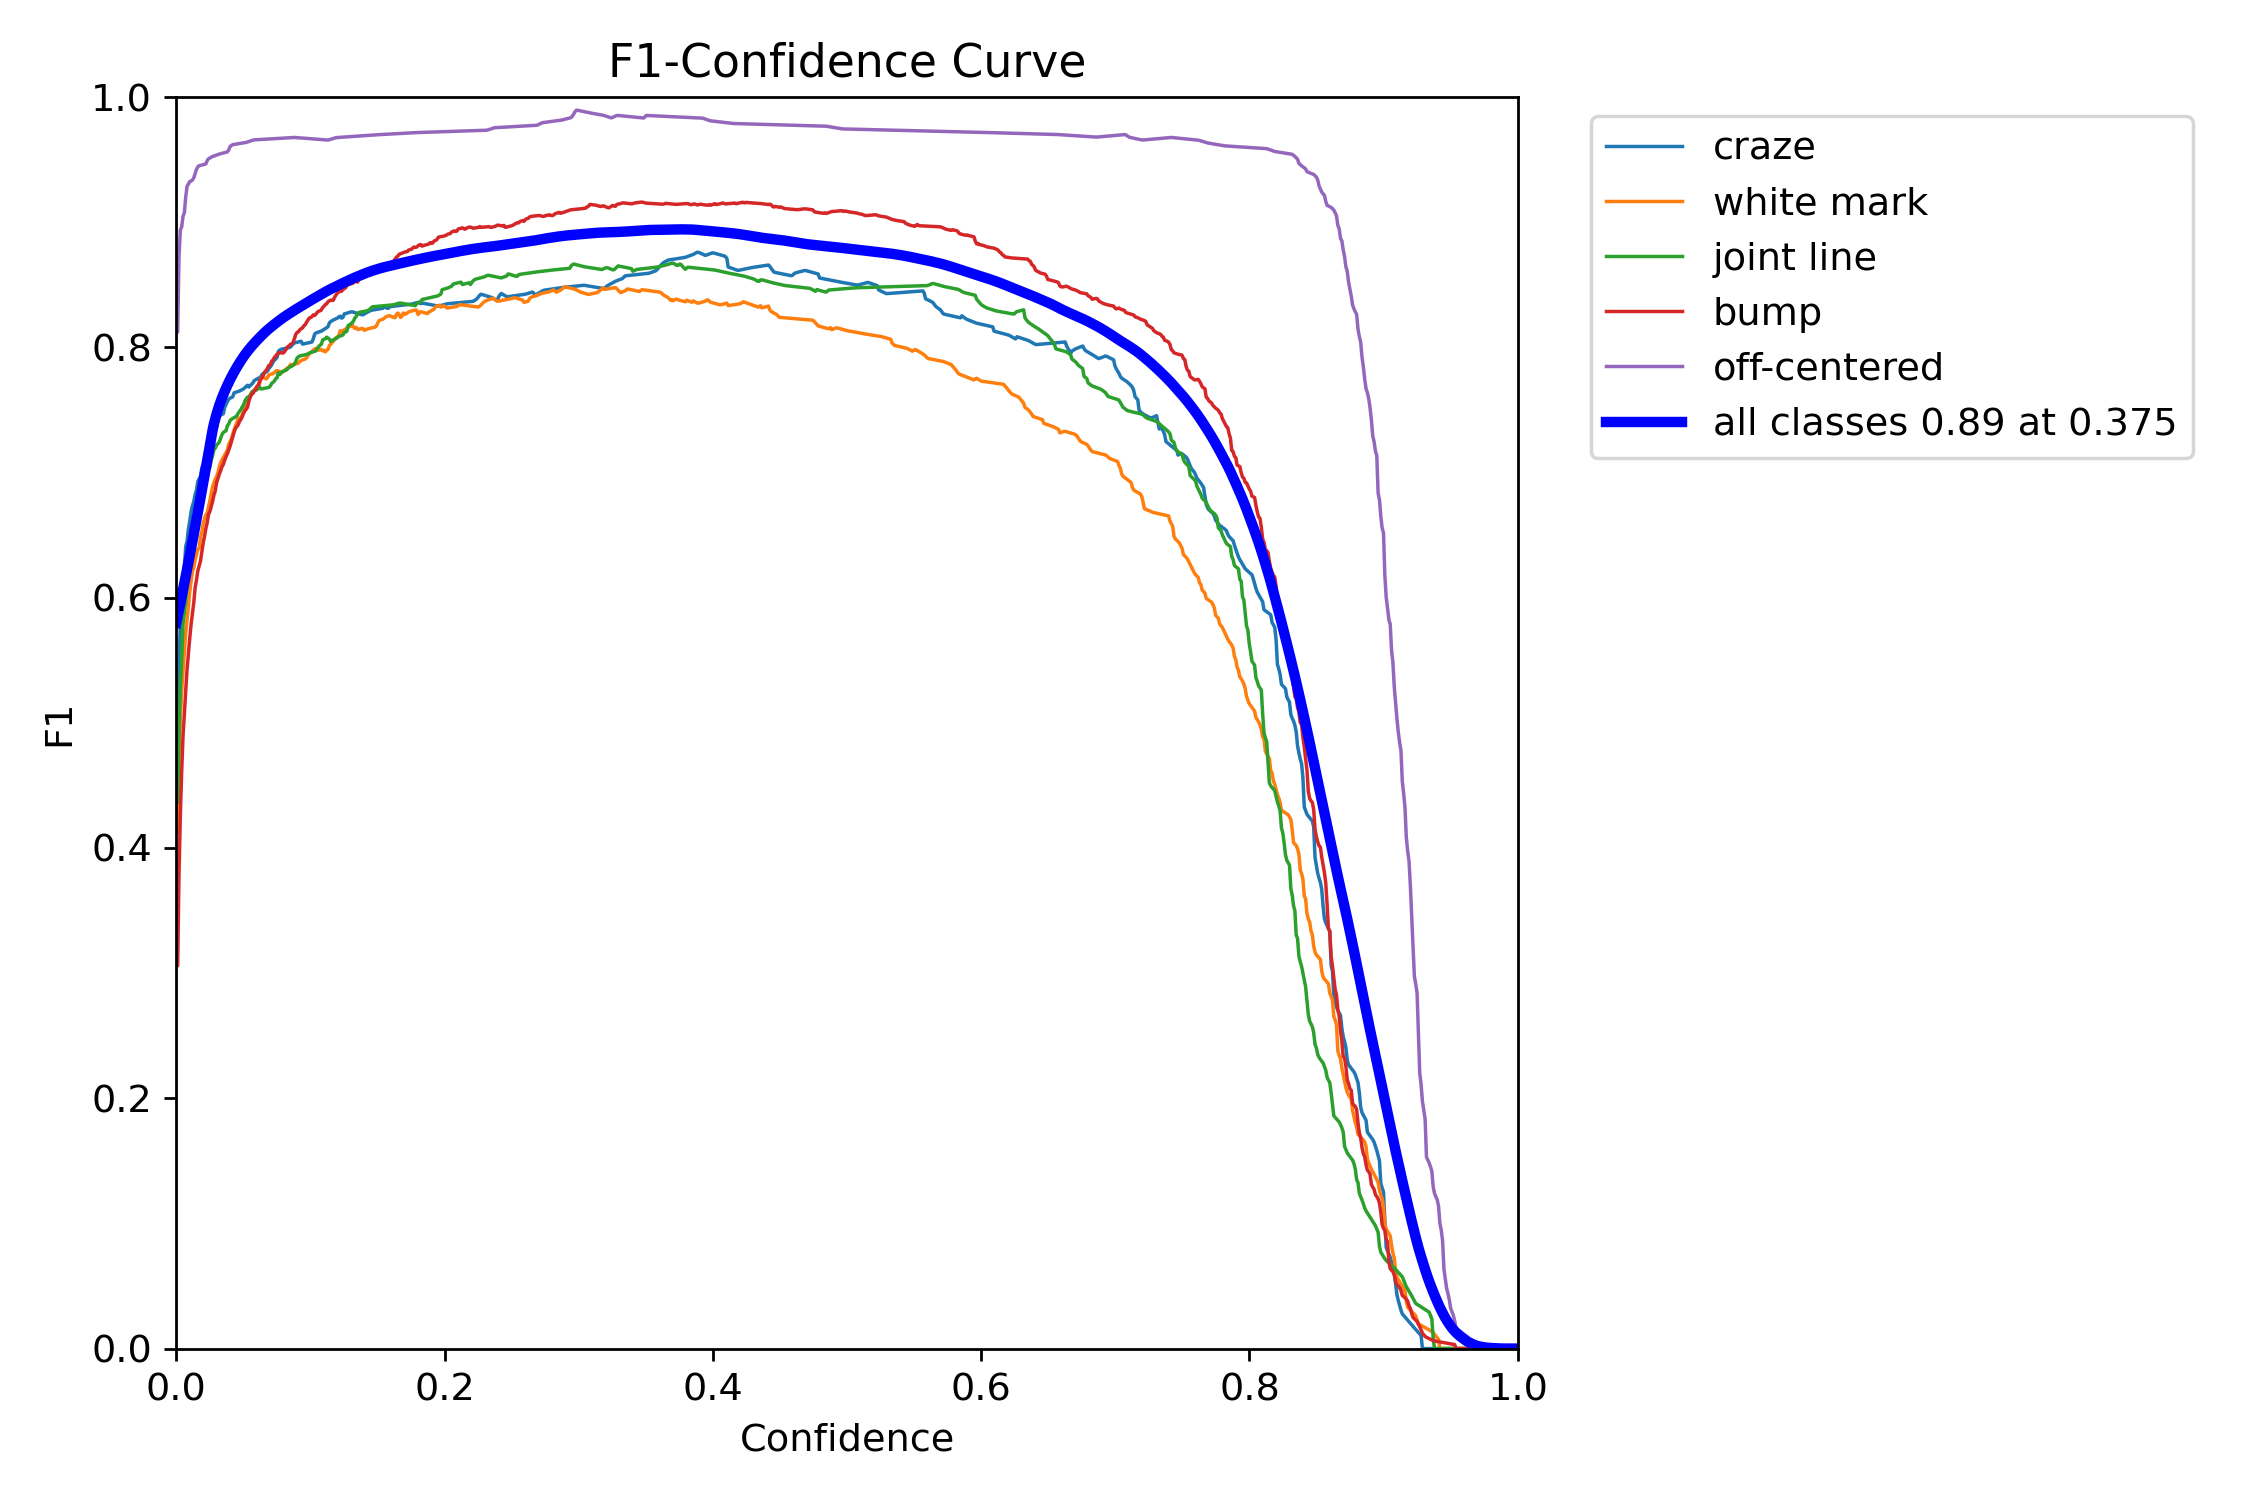 F1-Confidence Curve
1.0
0.8
0.6
0.4
0.2
0.0
F1
0.0 0.2 0.4 0.6 0.8 1.0
Confidence
craze
white mark
joint line
bump
off-centered
all classes 0.89 at 0.375